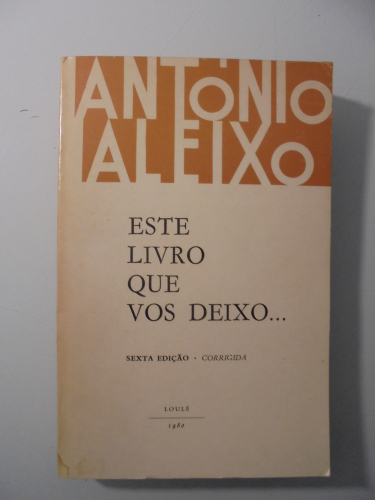 ANTÓNIO
ALEIXO
ESTE
LIVRO
QUE
VOS DEIXO...
SEXTA EDIÇÃO · CORRIGIDA
LOULÉ
1980